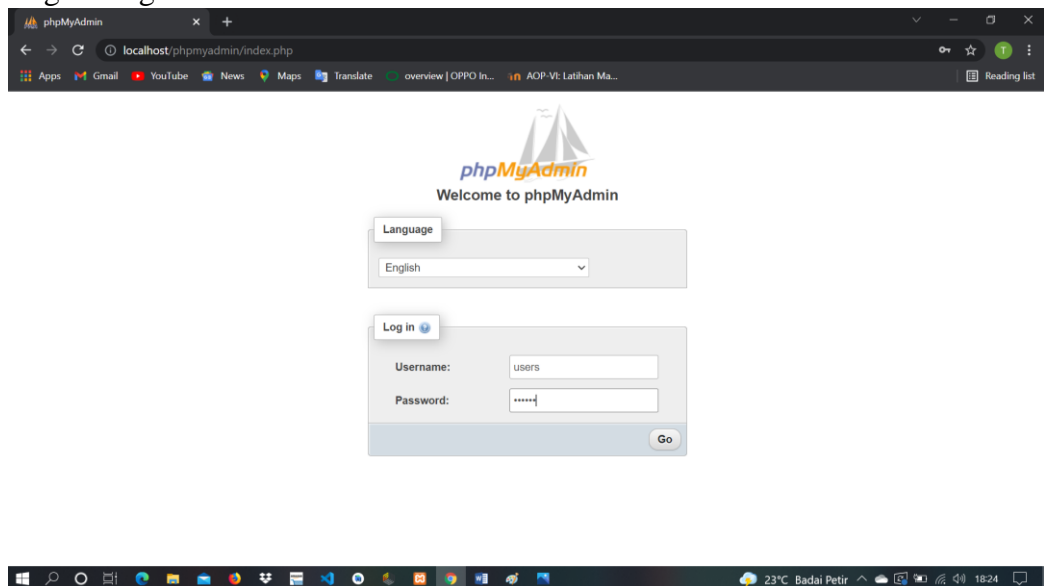 phpMyAdmin
localhost/phpmyadmin/index.php
T
Apps Gmail YouTube News Maps Translate overview | OPPO In... AOP-VI: Latihan Ma... Reading list
phpMyAdmin
Welcome to phpMyAdmin
Language
English
Log in
Username: users
Password: ••••••
Go
23°C Badai Petir 18:24